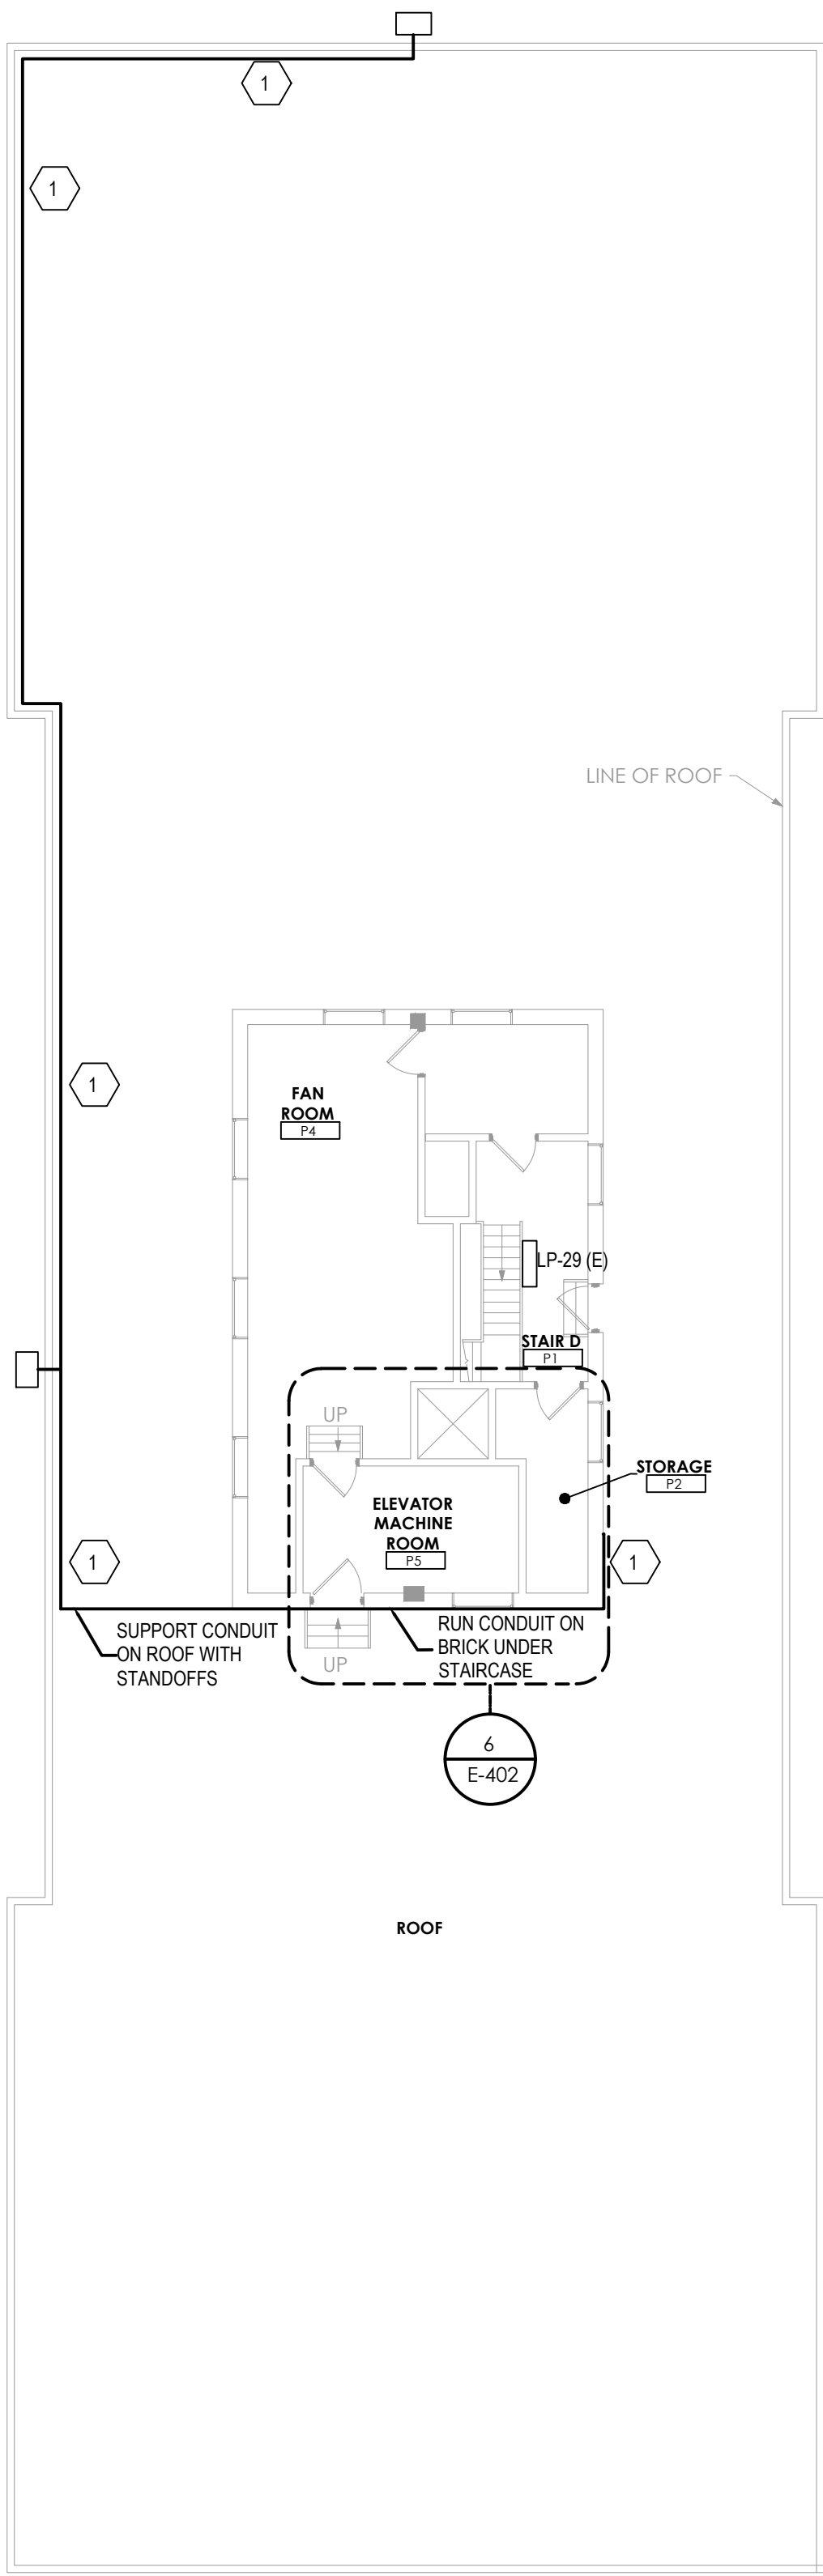 1
1
LINE OF ROOF
1
FAN
ROOM
P4
LP-29 (E)
STAIR D
P1
UP
STORAGE
P2
ELEVATOR
MACHINE
ROOM
P5
1
1
SUPPORT CONDUIT
ON ROOF WITH
STANDOFFS
UP
RUN CONDUIT ON
BRICK UNDER
STAIRCASE
6
E-402
ROOF